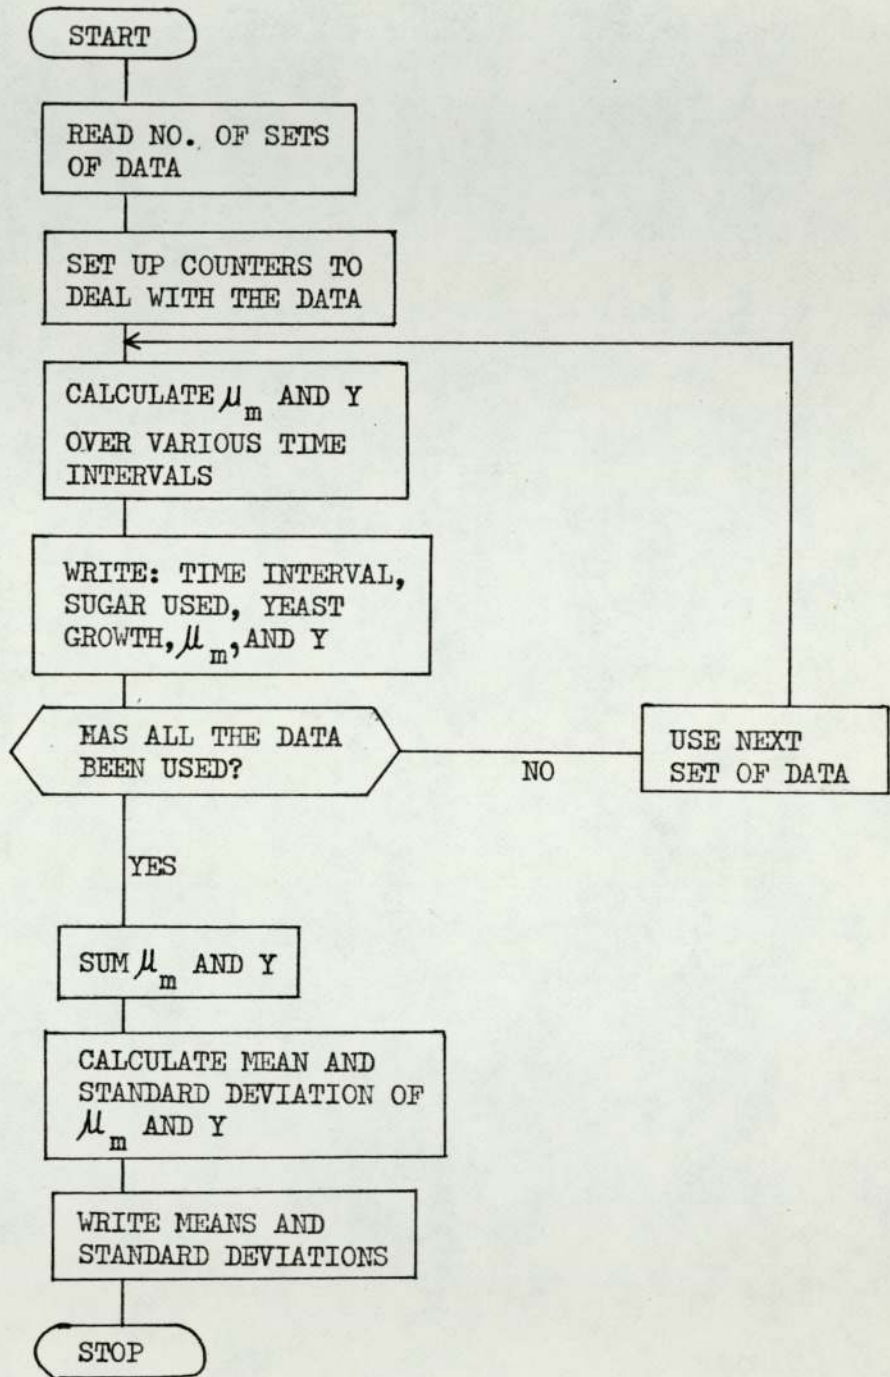 START
READ NO. OF SETS
OF DATA
SET UP COUNTERS TO
DEAL WITH THE DATA
CALCULATE μm AND Y
OVER VARIOUS TIME
INTERVALS
WRITE: TIME INTERVAL,
SUGAR USED, YEAST
GROWTH, μm, AND Y
HAS ALL THE DATA
BEEN USED?
NO
USE NEXT
SET OF DATA
YES
SUM μm AND Y
CALCULATE MEAN AND
STANDARD DEVIATION OF
μm AND Y
WRITE MEANS AND
STANDARD DEVIATIONS
STOP